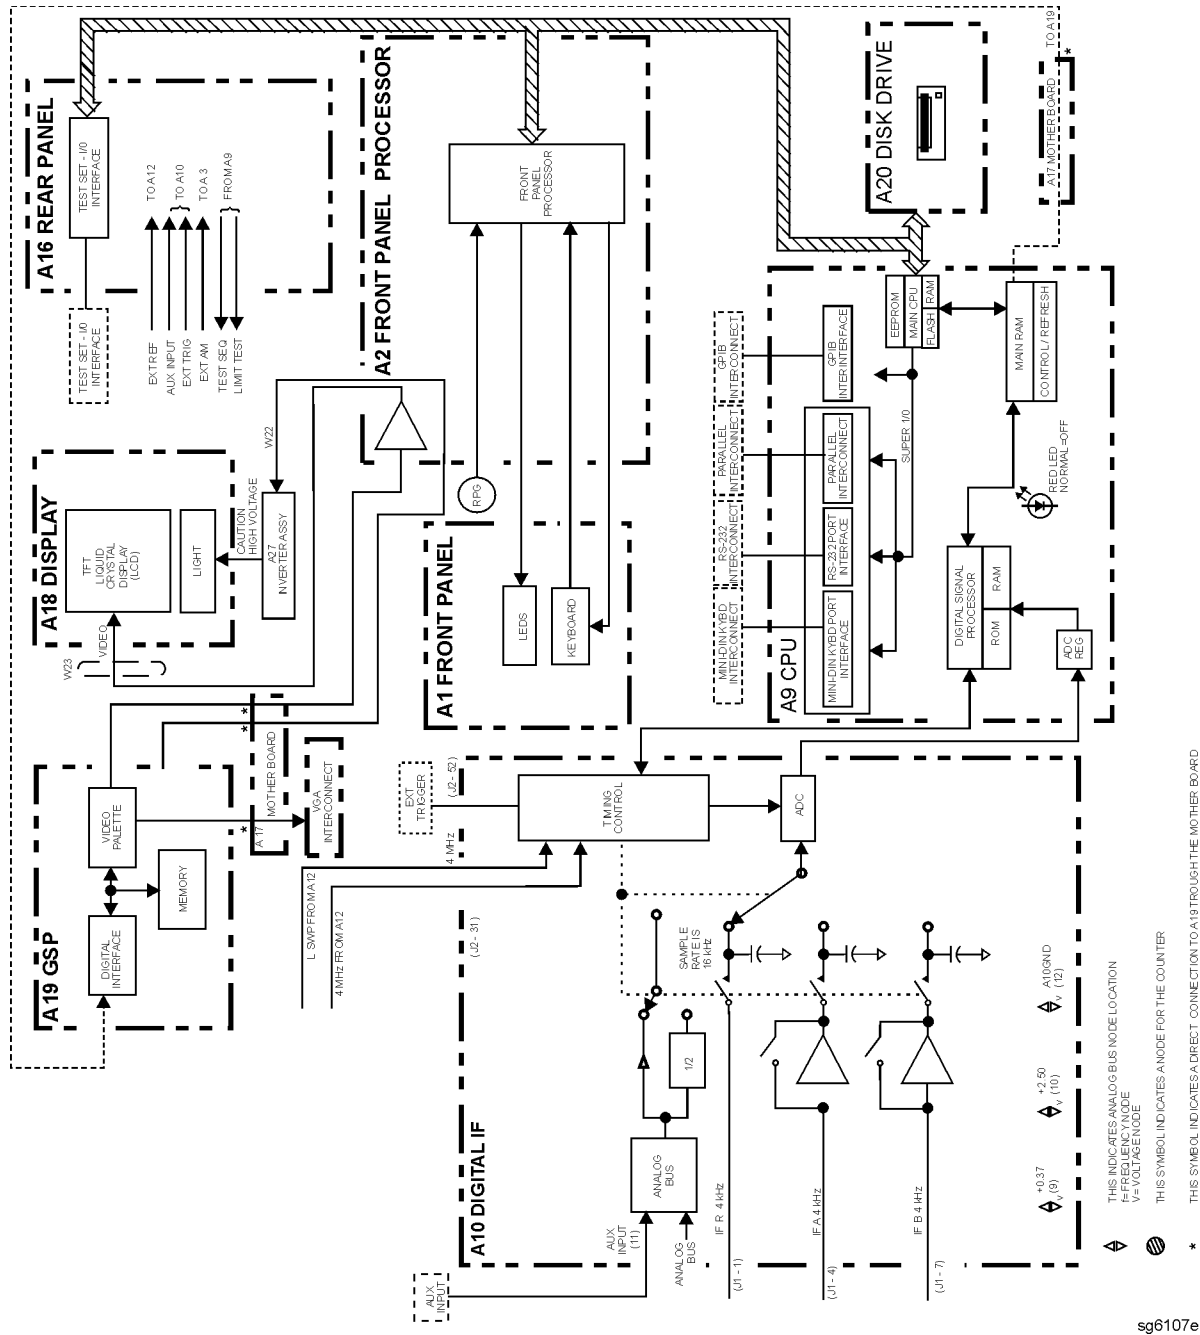 A16 REAR PANEL
TEST SET - I/0
INTERFACE
TEST SET - I/0
INTERFACE
TO A12
TO A10
TO A 3
FROM A9
EXT REF
AUX INPUT
EXT TRIG
EXT AM
TEST SEQ
LIMIT TEST
A2 FRONT PANEL PROCESSOR
FRONT
PANEL
PROCESSOR
RPG
A20 DISK DRIVE
A17 MOTHER BOARD
TO A19
*
A18 DISPLAY
TFT
LIQUID
CRYSTAL
DISPLAY
(LCD)
LIGHT
CAUTION
HIGH VOLTAGE
W22
A27
INVERTER ASSY
W23
VIDEO
A1 FRONT PANEL
LEDS
KEYBOARD
A9 CPU
GPIB
INTERCONNECT
PARALLEL
INTERCONNECT
RS-232
INTERCONNECT
MINI-DIN KYBD
INTERCONNECT
GPIB
INTERINTERFACE
PARALLEL
INTERCONNECT
RS-232 PORT
INTERFACE
MINI-DIN KYBD PORT
INTERFACE
EEPROM
MAIN CPU
FLASH
RAM
SUPER 1/0
MAIN RAM
CONTROL / REFRESH
RED LED
NORMAL=OFF
DIGITAL SIGNAL
PROCESSOR
ROM
RAM
ADC
REG
A19 GSP
VIDEO
PALETTE
DIGITAL
INTERFACE
MEMORY
*
*
*
A 17
MOTHER BOARD
VGA
INTERCONNECT
L SWP FROM A12
4 MHz FROM A12
A10 DIGITAL IF
EXT
TRIGGER
(J2 - 52)
4 MHz
(J2 - 31)
TIMING
CONTROL
ADC
SAMPLE
RATE IS
16 kHz
1/2
ANALOG
BUS
AUX
INPUT
(11)
ANALOG
BUS
AUX
INPUT
IF R 4 kHz
(J1 - 1)
IF A 4 kHz
(J1 - 4)
IF B 4 kHz
(J1 - 7)
+0.37
(9)
V
+2.50
(10)
V
A10GND
(12)
V
THIS INDICATES ANALOG BUS NODE LOCATION
f= FREQUENCY NODE
V = VOLTAGE NODE
THIS SYMBOL INDICATES A NODE FOR THE COUNTER
* THIS SYMBOL INDICATES A DIRECT CONNECTION TO A19 TROUGH THE MOTHER BOARD
sg6107e